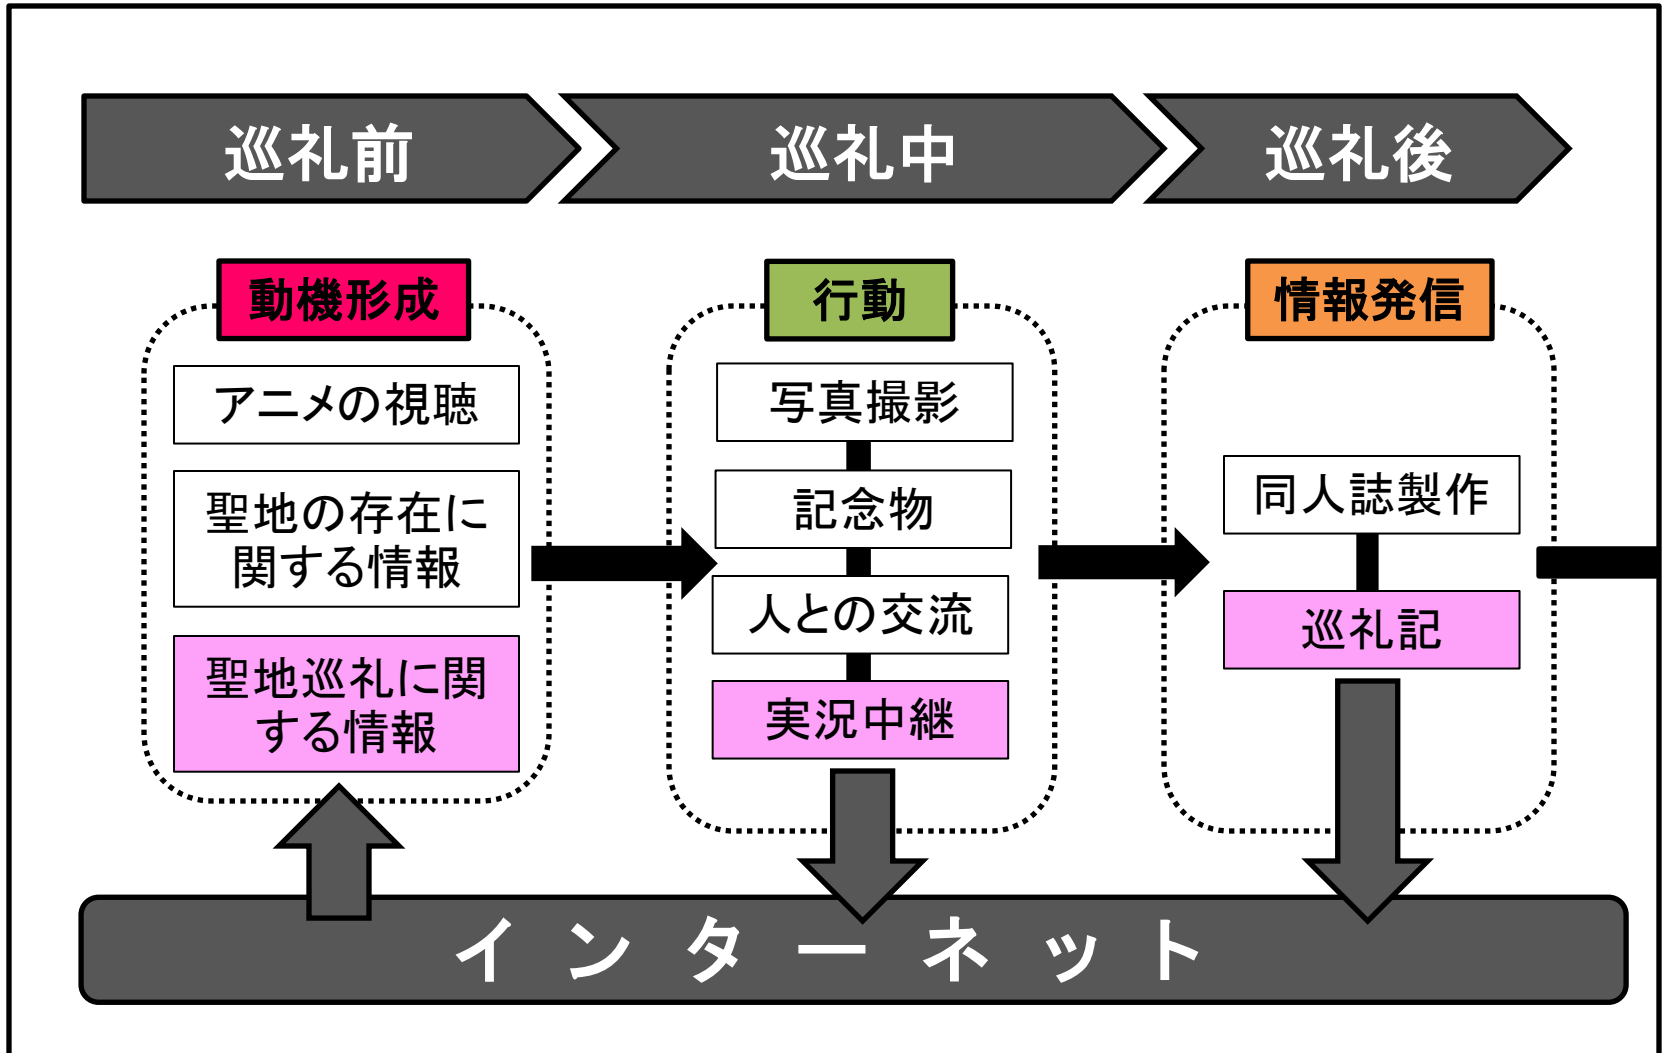 巡礼前
巡礼中
巡礼後
動機形成
アニメの視聴
聖地の存在に
関する情報
聖地巡礼に関
する情報
行動
写真撮影
記念物
人との交流
実況中継
情報発信
同人誌製作
巡礼記
インターネット